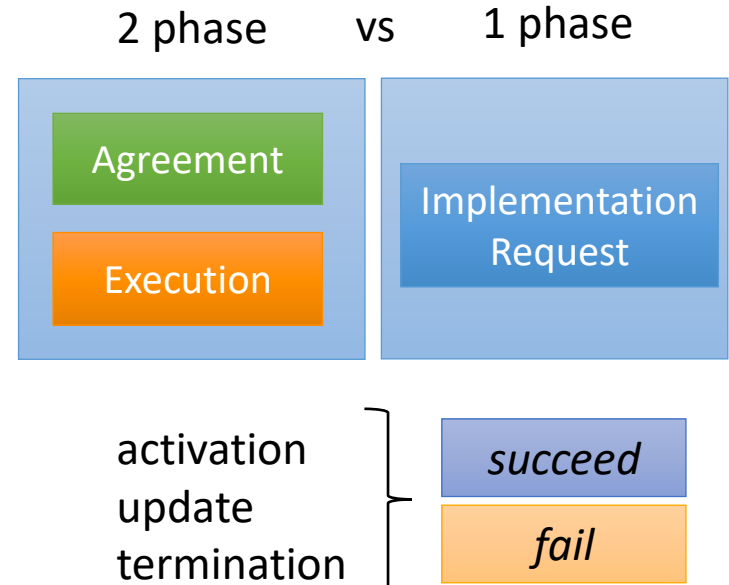 2 phase vs 1 phase
Agreement
Execution
Implementation
Request
activation
update
termination
succeed
fail